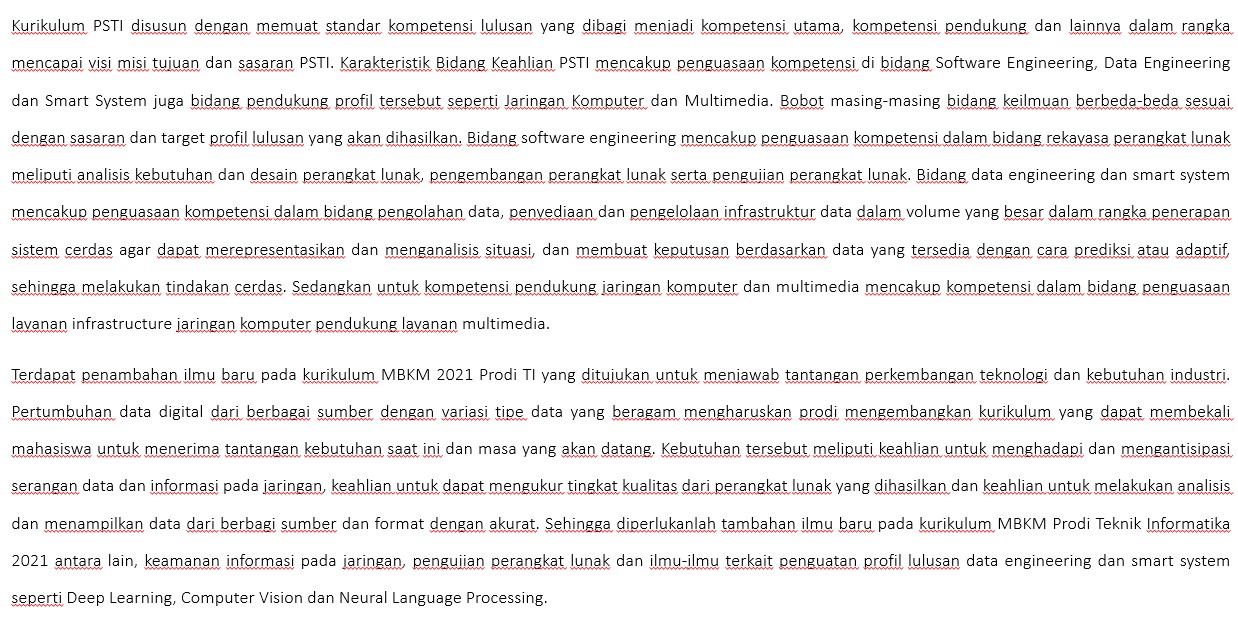 Kurikulum PSTI disusun dengan memuat standar kompetensi lulusan yang dibagi menjadi kompetensi utama, kompetensi pendukung dan lainnya dalam rangka
mencapai visi misi tujuan dan sasaran PSTI. Karakteristik Bidang Keahlian PSTI mencakup penguasaan kompetensi di bidang Software Engineering, Data Engineering
dan Smart System juga bidang pendukung profil tersebut seperti Jaringan Komputer dan Multimedia. Bobot masing-masing bidang keilmuan berbeda-beda sesuai
dengan sasaran dan target profil lulusan yang akan dihasilkan. Bidang software engineering mencakup penguasaan kompetensi dalam bidang rekayasa perangkat lunak
meliputi analisis kebutuhan dan desain perangkat lunak, pengembangan perangkat lunak serta pengujian perangkat lunak. Bidang data engineering dan smart system
mencakup penguasaan kompetensi dalam bidang pengolahan data, penyediaan dan pengelolaan infrastruktur data dalam volume yang besar dalam rangka penerapan
sistem cerdas agar dapat merepresentasikan dan menganalisis situasi, dan membuat keputusan berdasarkan data yang tersedia dengan cara prediksi atau adaptif,
sehingga melakukan tindakan cerdas. Sedangkan untuk kompetensi pendukung jaringan komputer dan multimedia mencakup kompetensi dalam bidang penguasaan
layanan infrastructure jaringan komputer pendukung layanan multimedia.
Terdapat penambahan ilmu baru pada kurikulum MBKM 2021 Prodi TI yang ditujukan untuk menjawab tantangan perkembangan teknologi dan kebutuhan industri.
Pertumbuhan data digital dari berbagai sumber dengan variasi tipe data yang beragam mengharuskan prodi mengembangkan kurikulum yang dapat membekali
mahasiswa untuk menerima tantangan kebutuhan saat ini dan masa yang akan datang. Kebutuhan tersebut meliputi keahlian untuk menghadapi dan mengantisipasi
serangan data dan informasi pada jaringan, keahlian untuk dapat mengukur tingkat kualitas dari perangkat lunak yang dihasilkan dan keahlian untuk melakukan analisis
dan menampilkan data dari berbagi sumber dan format dengan akurat. Sehingga diperlukanlah tambahan ilmu baru pada kurikulum MBKM Prodi Teknik Informatika
2021 antara lain, keamanan informasi pada jaringan, pengujian perangkat lunak dan ilmu-ilmu terkait penguatan profil lulusan data engineering dan smart system
seperti Deep Learning, Computer Vision dan Neural Language Processing.